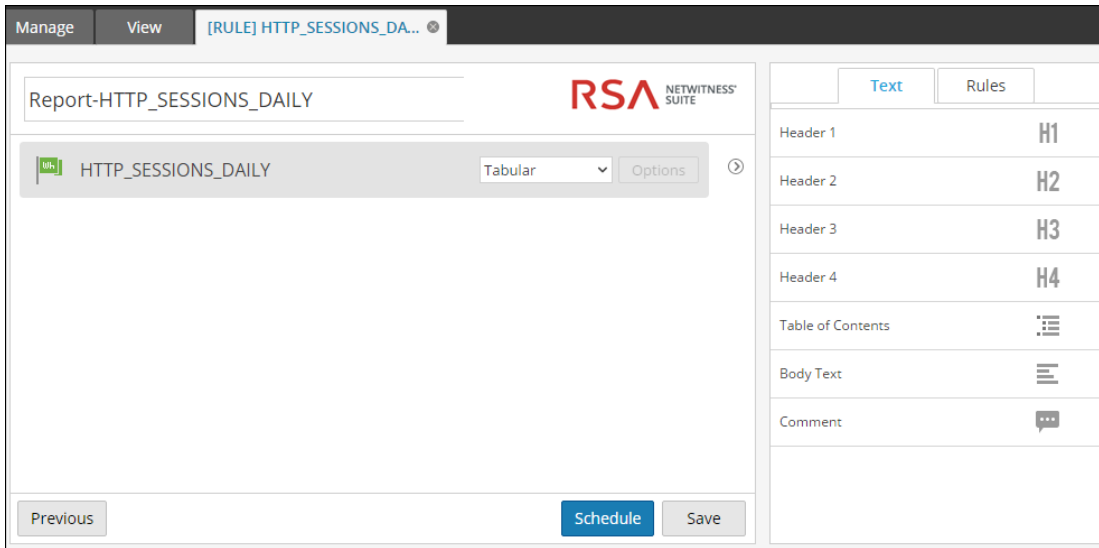 Manage View [RULE] HTTP_SESSIONS_DA...
Report-HTTP_SESSIONS_DAILY
RSA NETWITNESS®
SUITE
Wh HTTP_SESSIONS_DAILY Tabular Options
Previous Schedule Save
Text Rules
Header 1 H1
Header 2 H2
Header 3 H3
Header 4 H4
Table of Contents
Body Text
Comment